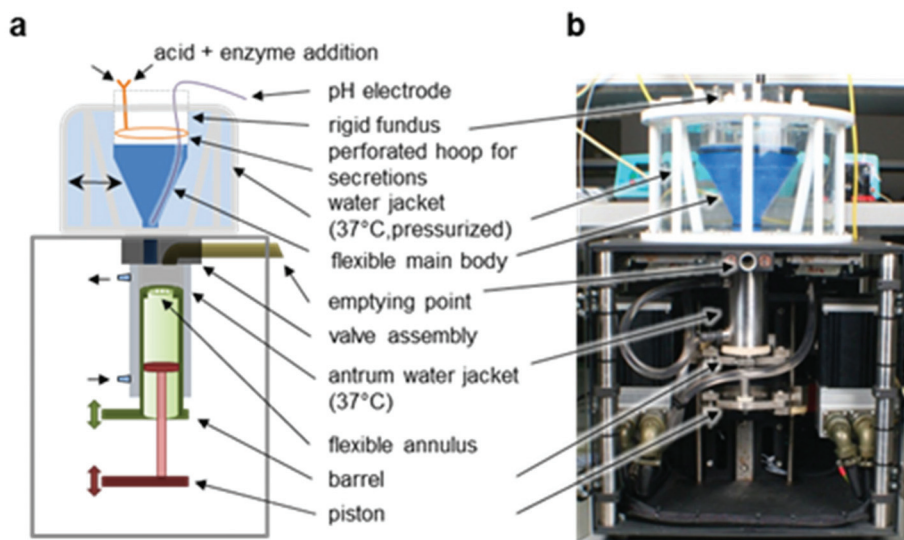 a
b
acid + enzyme addition
pH electrode
rigid fundus
perforated hoop for
secretions
water jacket
(37°C,pressurized)
flexible main body
emptying point
valve assembly
antrum water jacket
(37°C)
flexible annulus
barrel
piston